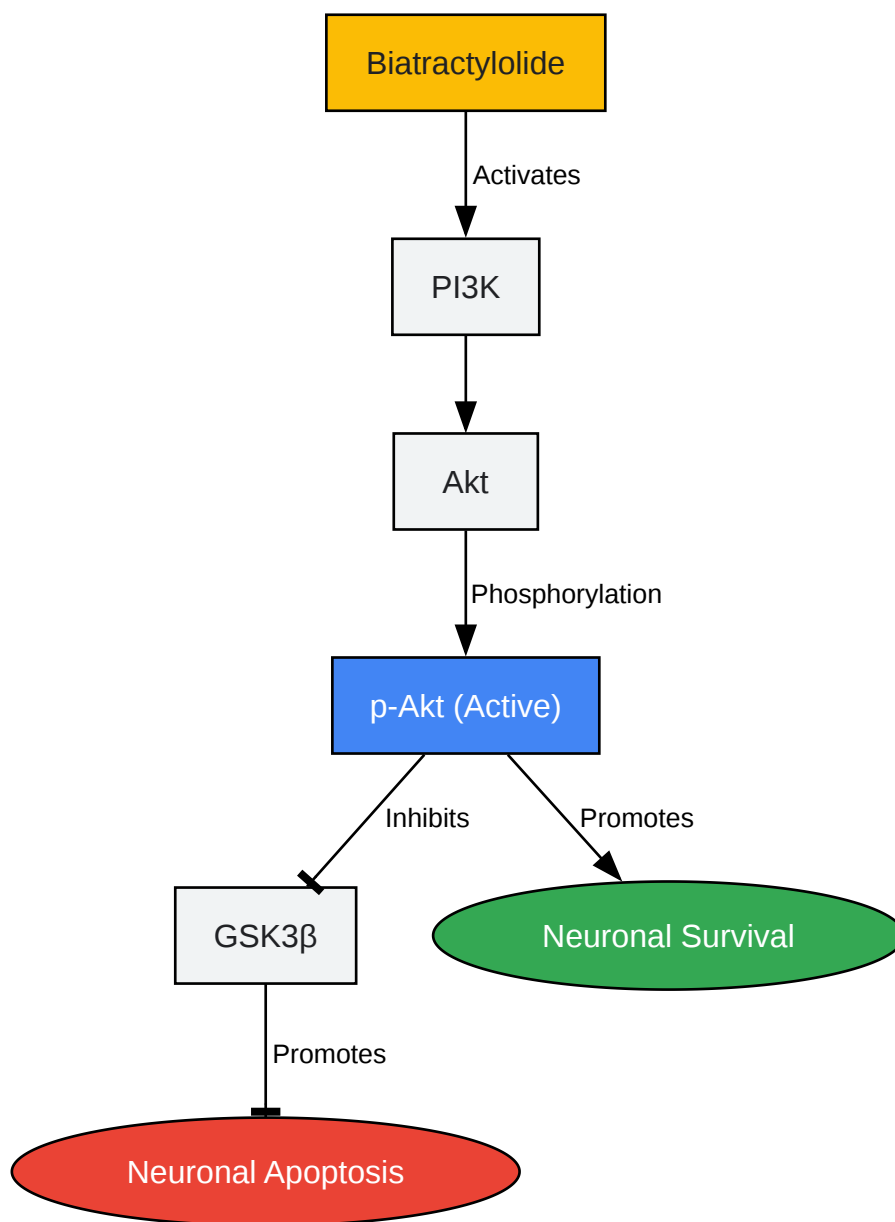 Biatractylolide
Activates
PI3K
Akt
Phosphorylation
p-Akt (Active)
Inhibits
Promotes
GSK3β
Neuronal Survival
Promotes
Neuronal Apoptosis